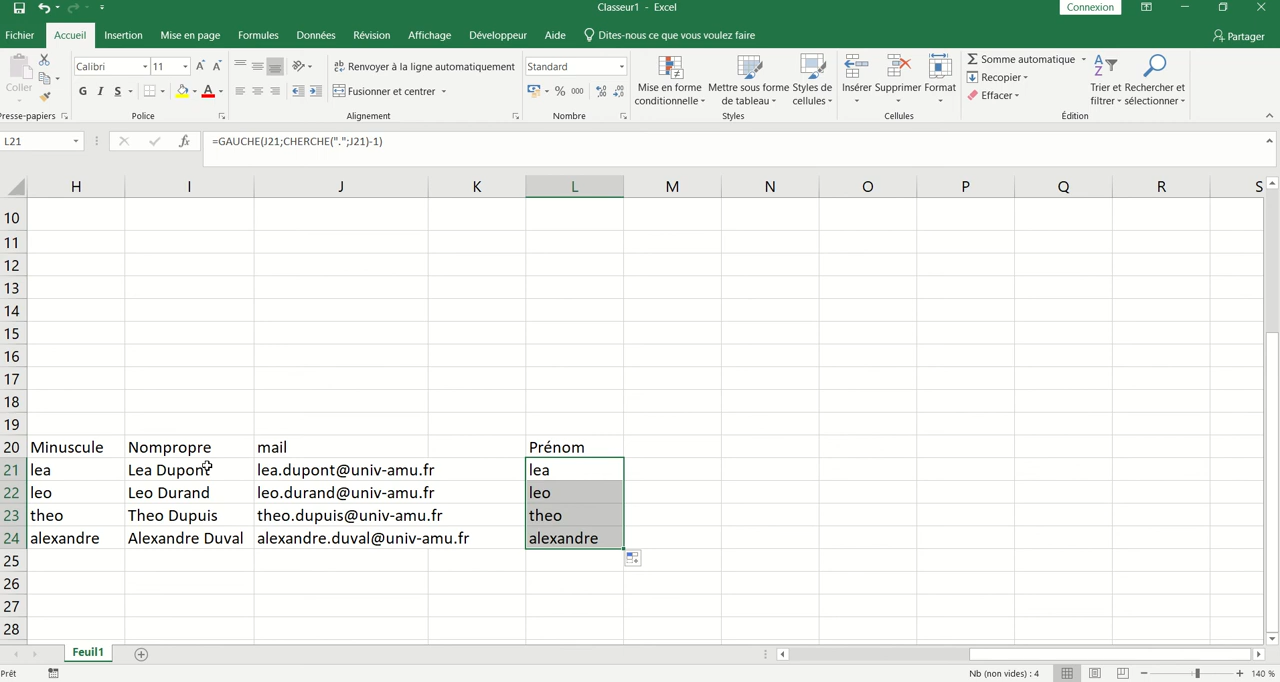 Classeur1 - Excel
Connexion
Fichier Accueil Insertion Mise en page Formules Données Révision Affichage Développeur Aide Dites-nous ce que vous voulez faire Partager
Coller
Calibri 11
G I S
Renvoyer à la ligne automatiquement
Fusionner et centrer
Standard
% 000
Mise en forme conditionnelle
Mettre sous forme de tableau
Styles de cellules
Insérer Supprimer Format
Σ Somme automatique
Recopier
Effacer
Trier et filtrer
Rechercher et sélectionner
Presse-papiers Police Alignement Nombre Styles Cellules Édition
L21 fx =GAUCHE(J21;CHERCHE(".";J21)-1)
H I J K L M N O P Q R S
10
11
12
13
14
15
16
17
18
19
20 Minuscule Nompropre mail Prénom
21 lea Lea Dupont lea.dupont@univ-amu.fr lea
22 leo Leo Durand leo.durand@univ-amu.fr leo
23 theo Theo Dupuis theo.dupuis@univ-amu.fr theo
24 alexandre Alexandre Duval alexandre.duval@univ-amu.fr alexandre
25
26
27
28
Feuil1
Prêt Nb (non vides) : 4 140 %